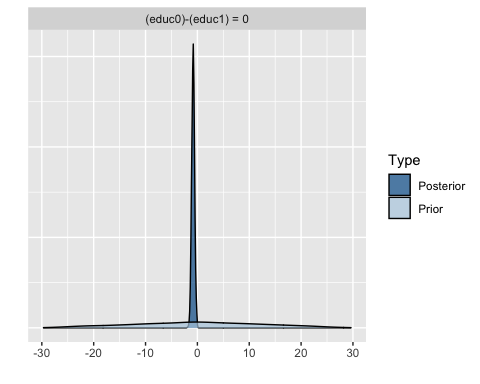 (educ0)-(educ1) = 0
Type
Posterior
Prior
-30 -20 -10 0 10 20 30